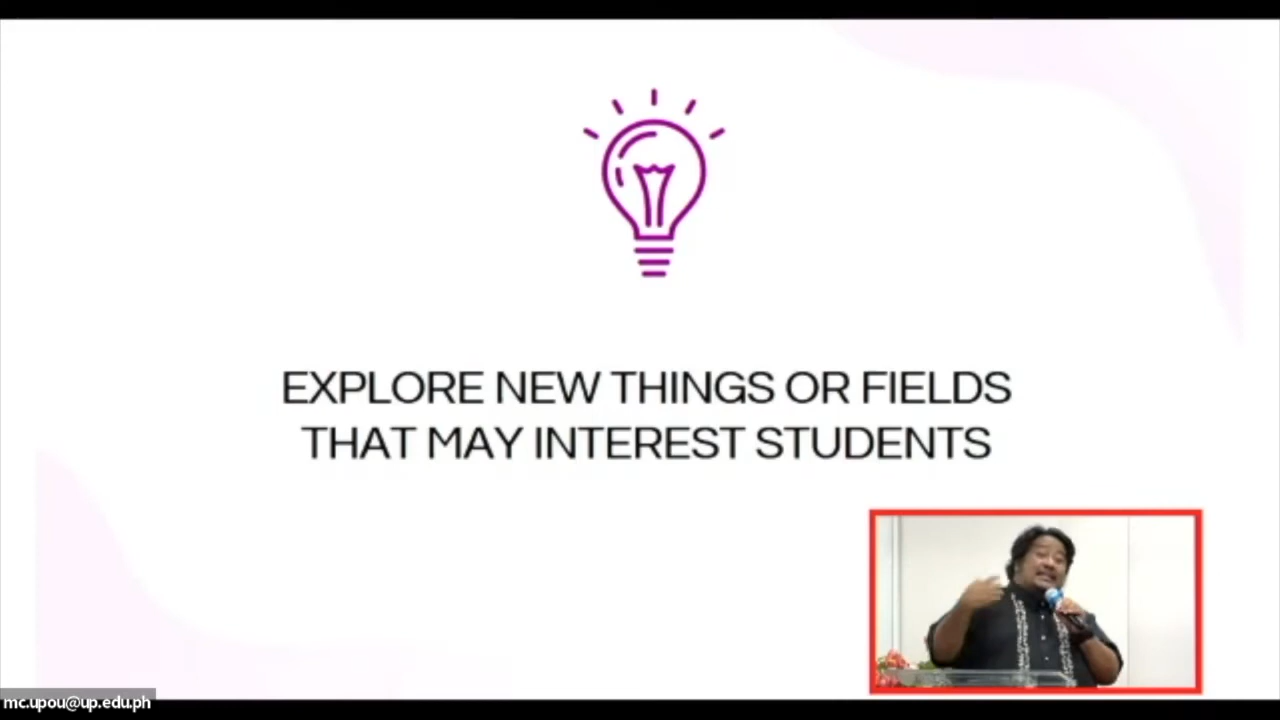 EXPLORE NEW THINGS OR FIELDS
THAT MAY INTEREST STUDENTS
mc.upou@up.edu.ph